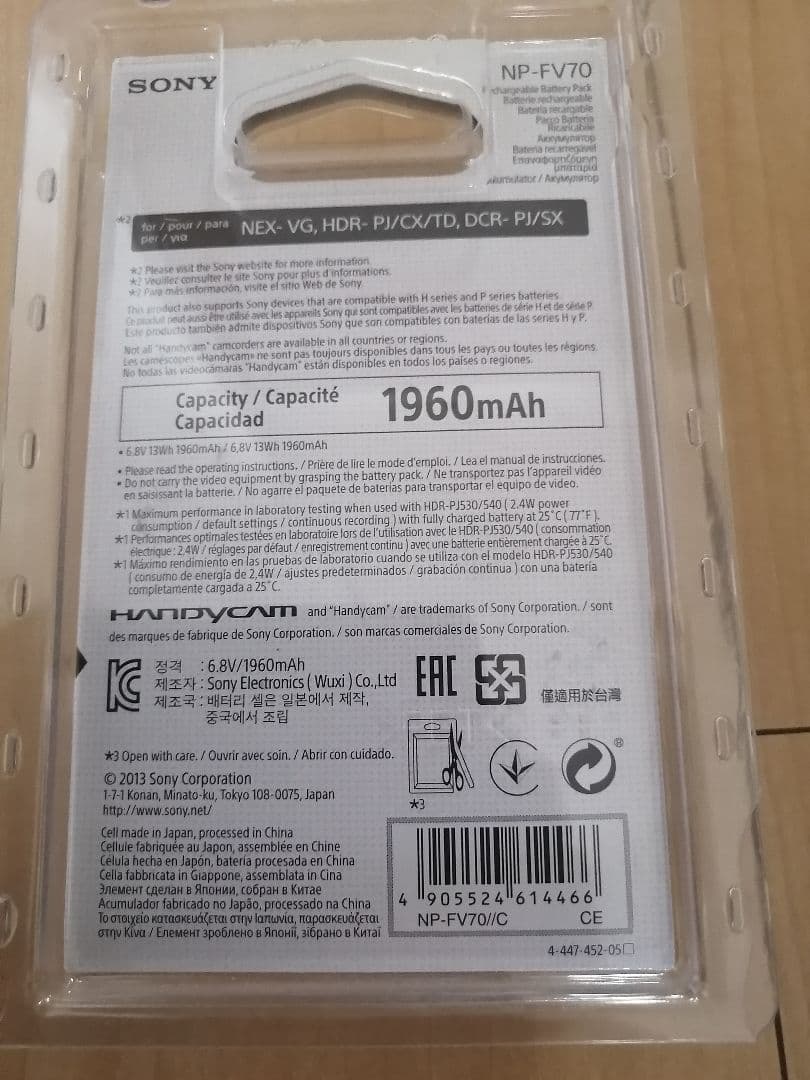 SONY
NP-FV70
chargeable Battery Pack
Batterie rechargeable
Batería recargable
Pacco Batteria
Ricaricabile
Аккумулятор
Bateria recarregável
Επαναφορτιζόμενη
μπαταρία
Akumulator / Акумулятор
*2 for / pour / para
per / για
NEX- VG, HDR- PJ/CX/TD, DCR- PJ/SX
*2 Please visit the Sony website for more information.
*2 Veuillez consulter le site Sony pour plus d'informations.
*2 Para más información, visite el sitio Web de Sony.
This product also supports Sony devices that are compatible with H series and P series batteries.
Ce produit peut aussi être utilisé avec les appareils Sony qui sont compatibles avec les batteries de série H et de série P.
Este producto también admite dispositivos Sony que son compatibles con baterías de las series H y P.
Not all "Handycam" camcorders are available in all countries or regions.
Les caméscopes «Handycam» ne sont pas toujours disponibles dans tous les pays ou toutes les régions.
No todas las videocámaras "Handycam" están disponibles en todos los países o regiones.
Capacity / Capacité
Capacidad
1960mAh
• 6.8V 13Wh 1960mAh / 6,8V 13Wh 1960mAh
• Please read the operating instructions. / Prière de lire le mode d'emploi. / Lea el manual de instrucciones.
• Do not carry the video equipment by grasping the battery pack. / Ne transportez pas l'appareil vidéo
en saisissant la batterie. / No agarre el paquete de baterías para transportar el equipo de video.
*1 Maximum performance in laboratory testing when used with HDR-PJ530/540 ( 2.4W power
consumption / default settings / continuous recording ) with fully charged battery at 25°C ( 77°F ).
*1 Performances optimales testées en laboratoire lors de l'utilisation avec le HDR-PJ530/540 ( consommation
électrique : 2,4W / réglages par défaut / enregistrement continu ) avec une batterie entièrement chargée à 25°C.
*1 Máximo rendimiento en las pruebas de laboratorio cuando se utiliza con el modelo HDR-PJ530/540
( consumo de energía de 2,4W / ajustes predeterminados / grabación continua ) con una batería
completamente cargada a 25°C.
HANDYCAM and "Handycam" / are trademarks of Sony Corporation. / sont
des marques de fabrique de Sony Corporation. / son marcas comerciales de Sony Corporation.
정격 : 6.8V/1960mAh
제조자 : Sony Electronics ( Wuxi ) Co.,Ltd
제조국 : 배터리 셀은 일본에서 제작,
중국에서 조립
EAC
僅適用於台灣
*3 Open with care. / Ouvrir avec soin. / Abrir con cuidado.
*3
®
© 2013 Sony Corporation
1-7-1 Konan, Minato-ku, Tokyo 108-0075, Japan
http://www.sony.net/
Cell made in Japan, processed in China
Cellule fabriquée au Japon, assemblée en Chine
Célula hecha en Japón, batería procesada en China
Cella fabbricata in Giappone, assemblata in Cina
Элемент сделан в Японии, собран в Китае
Acumulador fabricado no Japão, processado na China
Το στοιχείο κατασκευάζεται στην Ιαπωνία, παρασκευάζεται
στην Κίνα / Елемент зроблено в Японії, зібрано в Китаї
4 905524 614466
NP-FV70//C CE
4-447-452-05